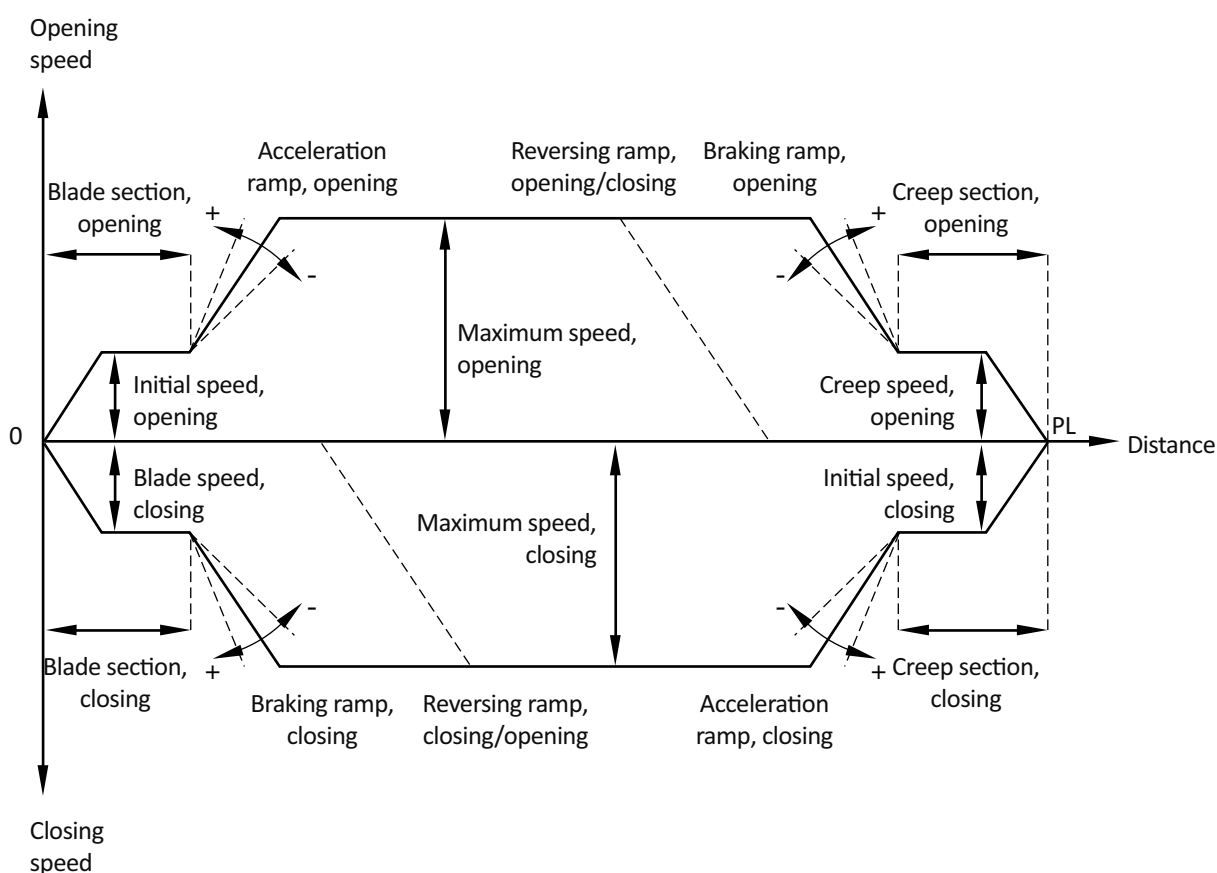 Opening
speed
Acceleration
ramp, opening
Reversing ramp,
opening/closing
Braking ramp,
opening
Blade section,
opening
+
-
+
-
Creep section,
opening
Maximum speed,
opening
Initial speed,
opening
Creep speed,
opening
0
PL
Distance
Blade speed,
closing
Maximum speed,
closing
Initial speed,
closing
Blade section,
closing
-
+
-
+
Creep section,
closing
Braking ramp,
closing
Reversing ramp,
closing/opening
Acceleration
ramp, closing
Closing
speed